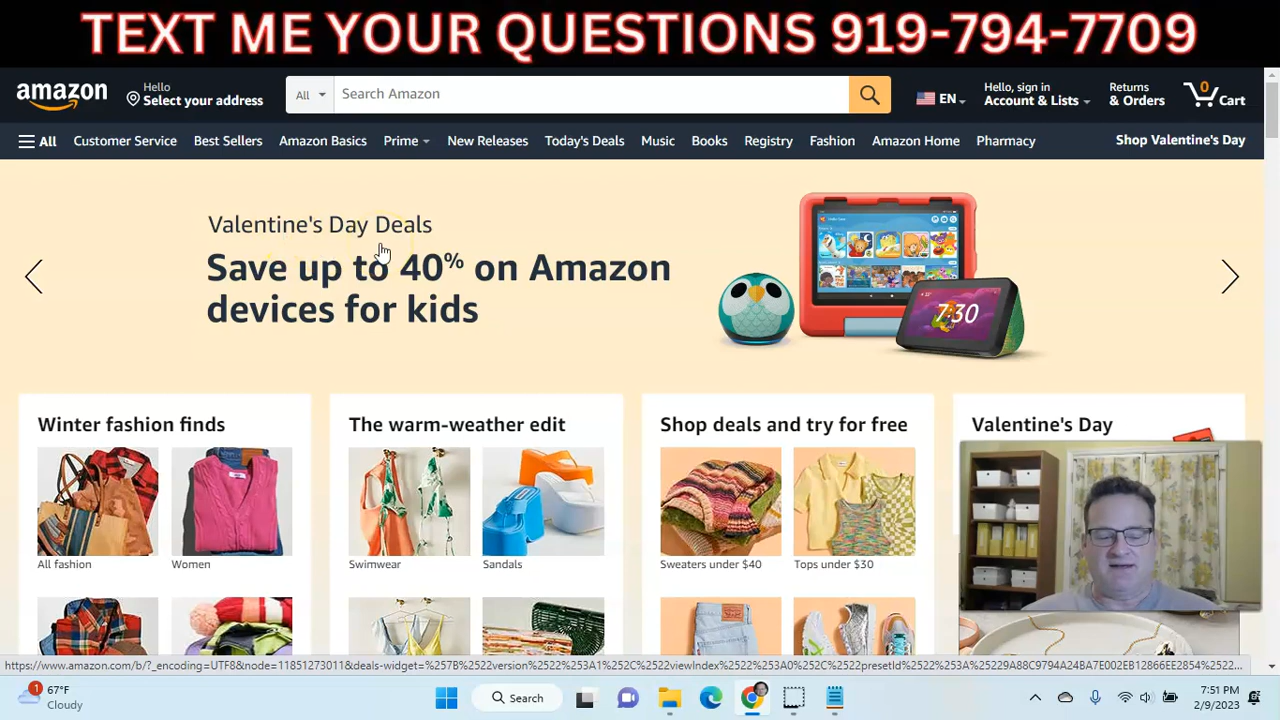 TEXT ME YOUR QUESTIONS 919-794-7709
amazon
Hello
Select your address
All
Search Amazon
EN
Hello, sign in
Account & Lists
Returns
& Orders
0
Cart
All
Customer Service
Best Sellers
Amazon Basics
Prime
New Releases
Today's Deals
Music
Books
Registry
Fashion
Amazon Home
Pharmacy
Shop Valentine's Day
Valentine's Day Deals
Save up to 40% on Amazon
devices for kids
7:30
Winter fashion finds
The warm-weather edit
Shop deals and try for free
Valentine's Day
All fashion
Women
Swimwear
Sandals
Sweaters under $40
Tops under $30
https://www.amazon.com/b/?_encoding=UTF8&node=118512730118&deals-widget=%257B%2522version%2522%253A1%252C%2522viewIndex%2522%253A0%252C%2522presetId%2522%253A%25229A88C9794A24BA7E002EB12866EE2854%2522...
1
67°F
Cloudy
Search
7:51 PM
2/9/2023